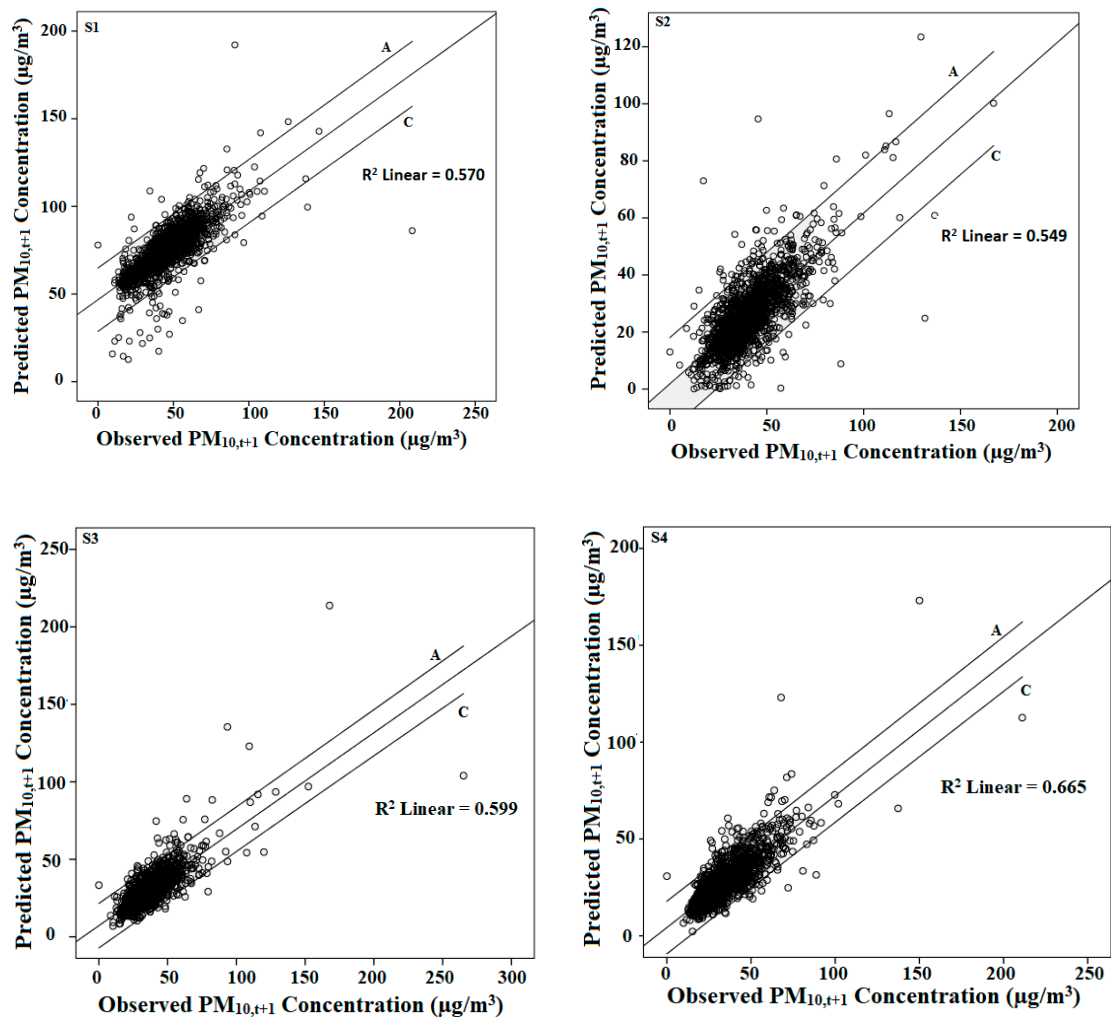 S1
Predicted PM10,t+1 Concentration (µg/m³)
200
150
100
50
0
A
C
R² Linear = 0.570
0 50 100 150 200 250
Observed PM10,t+1 Concentration (µg/m³)
S2
Predicted PM10,t+1 Concentration (µg/m³)
120
100
80
60
40
20
0
A
C
R² Linear = 0.549
0 50 100 150 200
Observed PM10,t+1 Concentration (µg/m³)
S3
Predicted PM10,t+1 Concentration (µg/m³)
250
200
150
100
50
0
A
C
R² Linear = 0.599
0 50 100 150 200 250 300
Observed PM10,t+1 Concentration (µg/m³)
S4
Predicted PM10,t+1 Concentration (µg/m³)
200
150
100
50
0
A
C
R² Linear = 0.665
0 50 100 150 200 250
Observed PM10,t+1 Concentration (µg/m³)